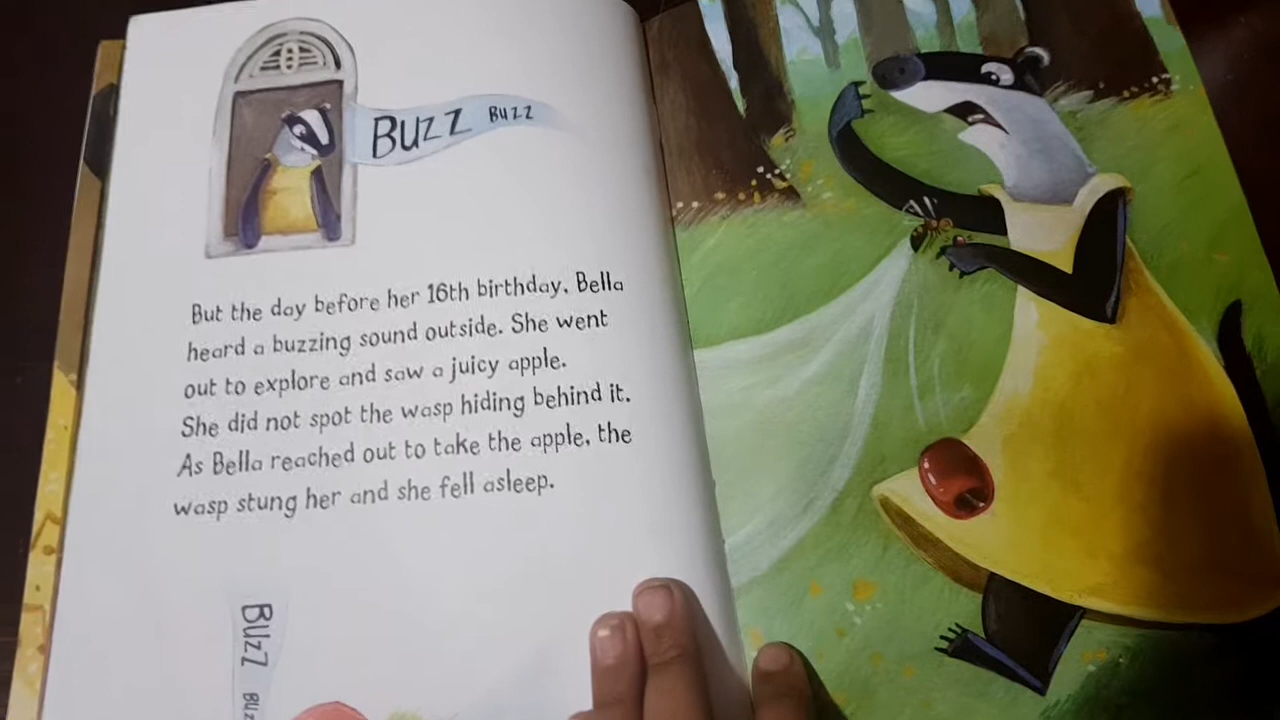 BUZZ BUZZ
But the day before her 16th birthday, Bella
heard a buzzing sound outside. She went
out to explore and saw a juicy apple.
She did not spot the wasp hiding behind it.
As Bella reached out to take the apple, the
wasp stung her and she fell asleep.
BUZZ